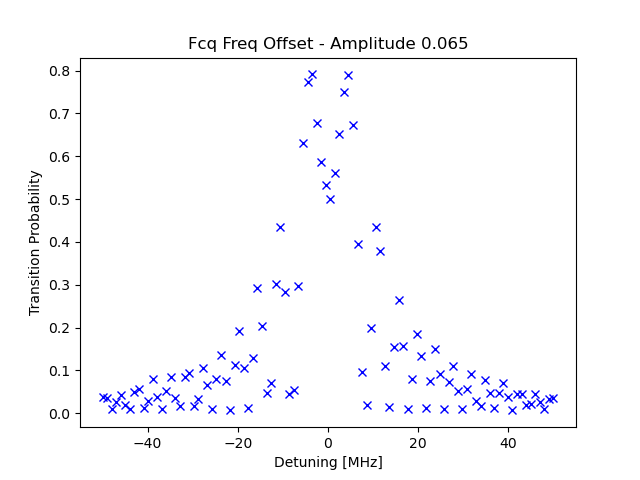 Fcq Freq Offset - Amplitude 0.065
Transition Probability
0.8
0.7
0.6
0.5
0.4
0.3
0.2
0.1
0.0
−40 −20 0 20 40
Detuning [MHz]